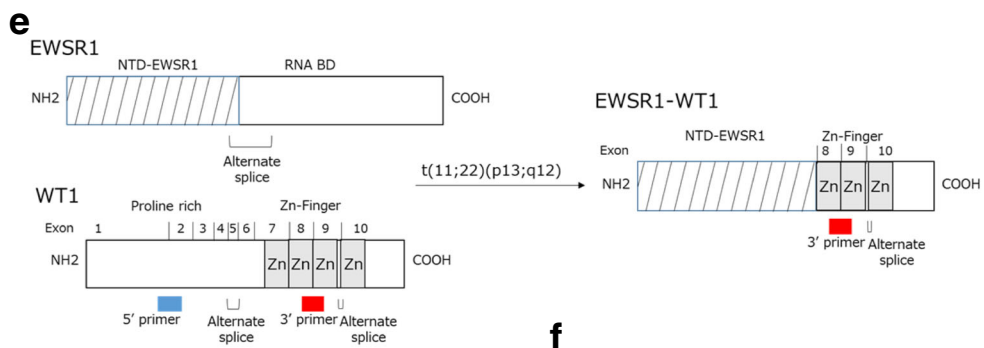 e
EWSR1
NTD-EWSR1 RNA BD
NH2 COOH
Alternate
splice
WT1
Proline rich Zn-Finger
Exon 1 2 3 4 5 6 7 8 9 10
NH2 Zn Zn Zn Zn COOH
5’ primer Alternate
splice 3’ primer Alternate
splice
t(11;22)(p13;q12)
EWSR1-WT1
NTD-EWSR1 Zn-Finger
Exon 8 9 10
NH2 Zn Zn Zn COOH
3’ primer Alternate
splice
f